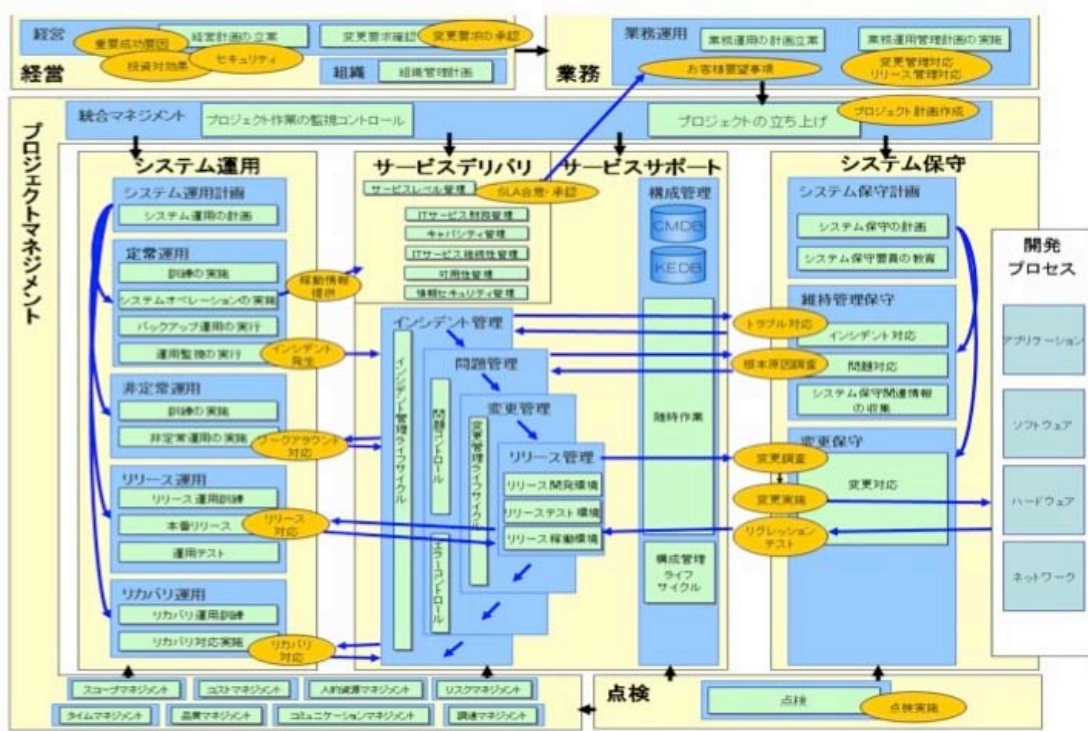 経営
重要成功要因
経営計画の立案
変更要求確認
変更要求の承認
投資対効果
セキュリティ
経営
組織
組織管理計画
業務運用
業務運用の計画立案
業務運用管理計画の実施
業務
お客様要望事項
変更管理対応
リリース管理対応
プロジェクトマネジメント
統合マネジメント
プロジェクト作業の監視コントロール
プロジェクトの立ち上げ
プロジェクト計画作成
システム運用
システム運用計画
システム運用の計画
定常運用
訓練の実施
システムオペレーションの実施
バックアップ運用の実行
運用監視の実行
稼動情報
提供
インシデント
発生
非定常運用
訓練の実施
非定常運用の実施
ワークアラウンド
対応
リリース運用
リリース運用訓練
本番リリース
運用テスト
リリース
対応
リカバリ運用
リカバリ運用訓練
リカバリ対応実施
リカバリ
対応
サービスデリバリ
サービスレベル管理
SLA合意・承認
ITサービス財務管理
キャパシティ管理
ITサービス継続性管理
可用性管理
情報セキュリティ管理
インシデント管理
インシデント管理ライフサイクル
問題管理
問題コントロール
エラーコントロール
変更管理
変更管理ライフサイクル
リリース管理
リリース開発環境
リリーステスト環境
リリース稼働環境
サービスサポート
構成管理
CMDB
KEDB
随時作業
構成管理
ライフ
サイクル
システム保守
システム保守計画
システム保守の計画
システム保守要員の教育
維持管理保守
トラブル対応
インシデント対応
根本原因調査
問題対応
システム保守関連情報
の収集
変更保守
変更調査
変更対応
変更実施
リグレッション
テスト
開発
プロセス
アプリケーション
ソフトウェア
ハードウェア
ネットワーク
スコープマネジメント
コストマネジメント
人的資源マネジメント
リスクマネジメント
タイムマネジメント
品質マネジメント
コミュニケーションマネジメント
調達マネジメント
点検
点検
点検実施